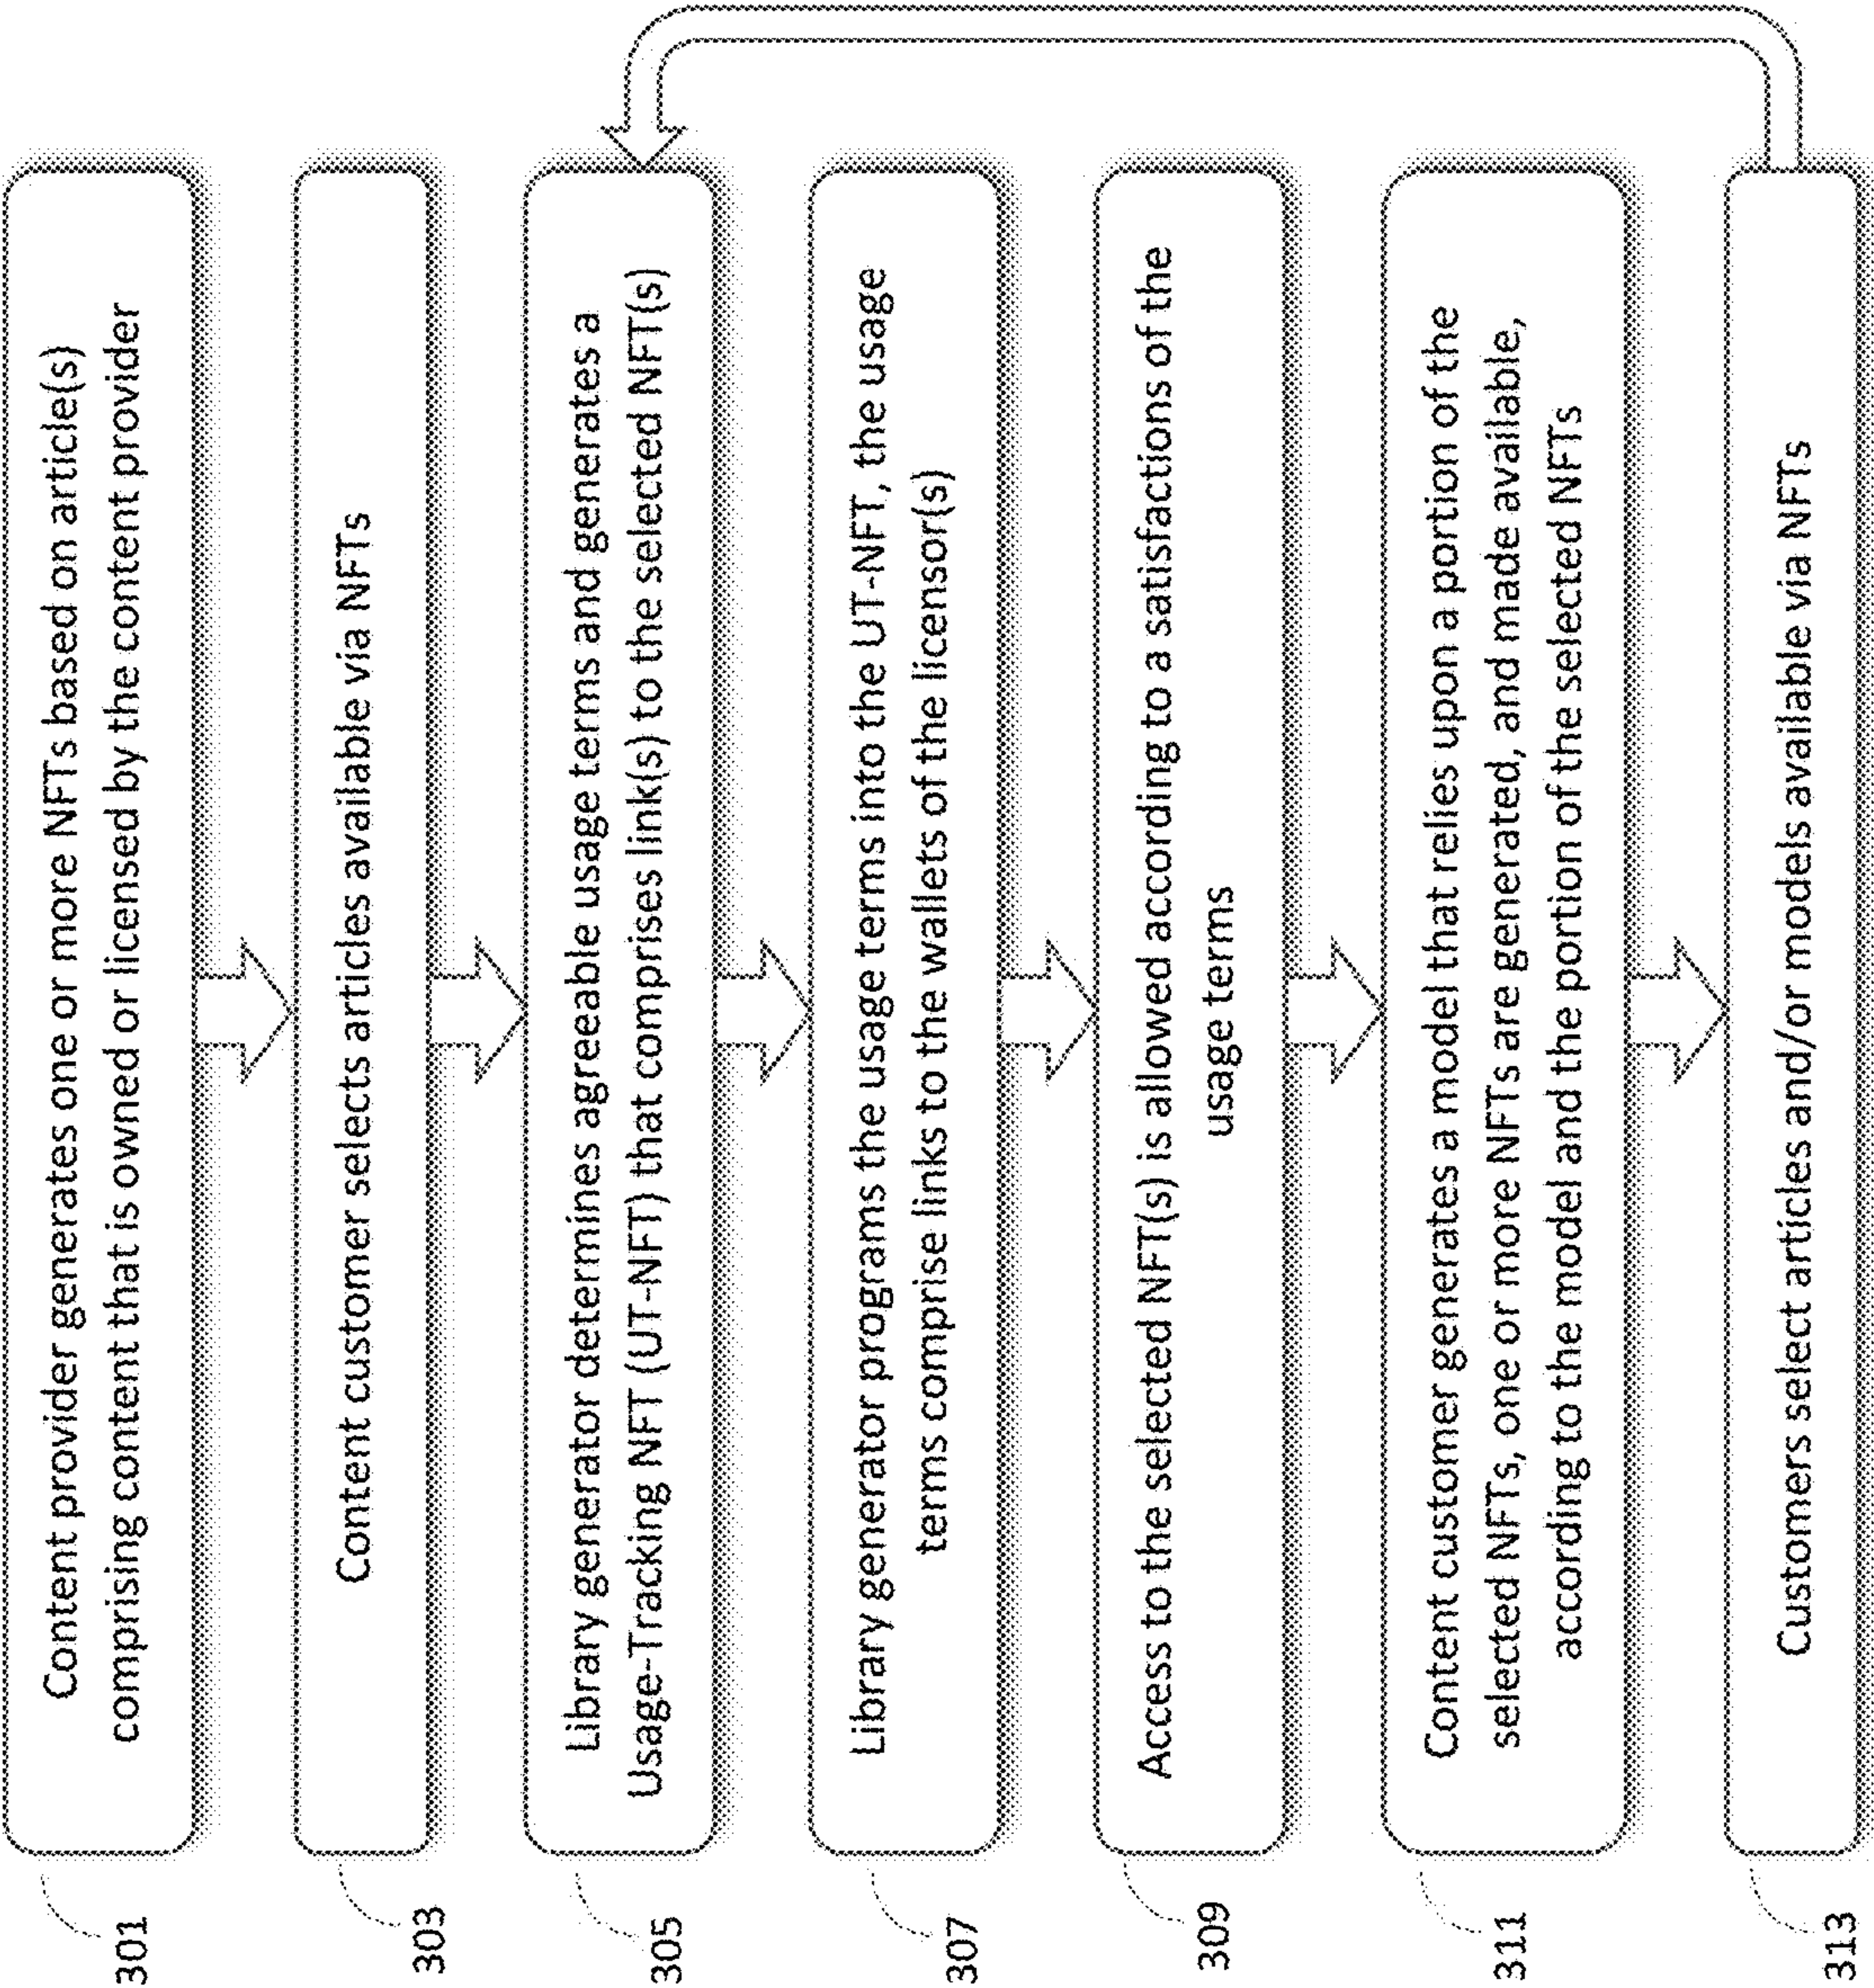 301
Content provider generates one or more NFTs based on article(s)
comprising content that is owned or licensed by the content provider
303
Content customer selects articles available via NFTs
305
Library generator determines agreeable usage terms and generates a
Usage-Tracking NFT (UT-NFT) that comprises link(s) to the selected NFT(s)
307
Library generator programs the usage terms into the UT-NFT, the usage
terms comprise links to the wallets of the licensor(s)
309
Access to the selected NFT(s) is allowed according to a satisfactions of the
usage terms
311
Content customer generates a model that relies upon a portion of the
selected NFTs, one or more NFTs are generated, and made available,
according to the model and the portion of the selected NFTs
313
Customers select articles and/or models available via NFTs